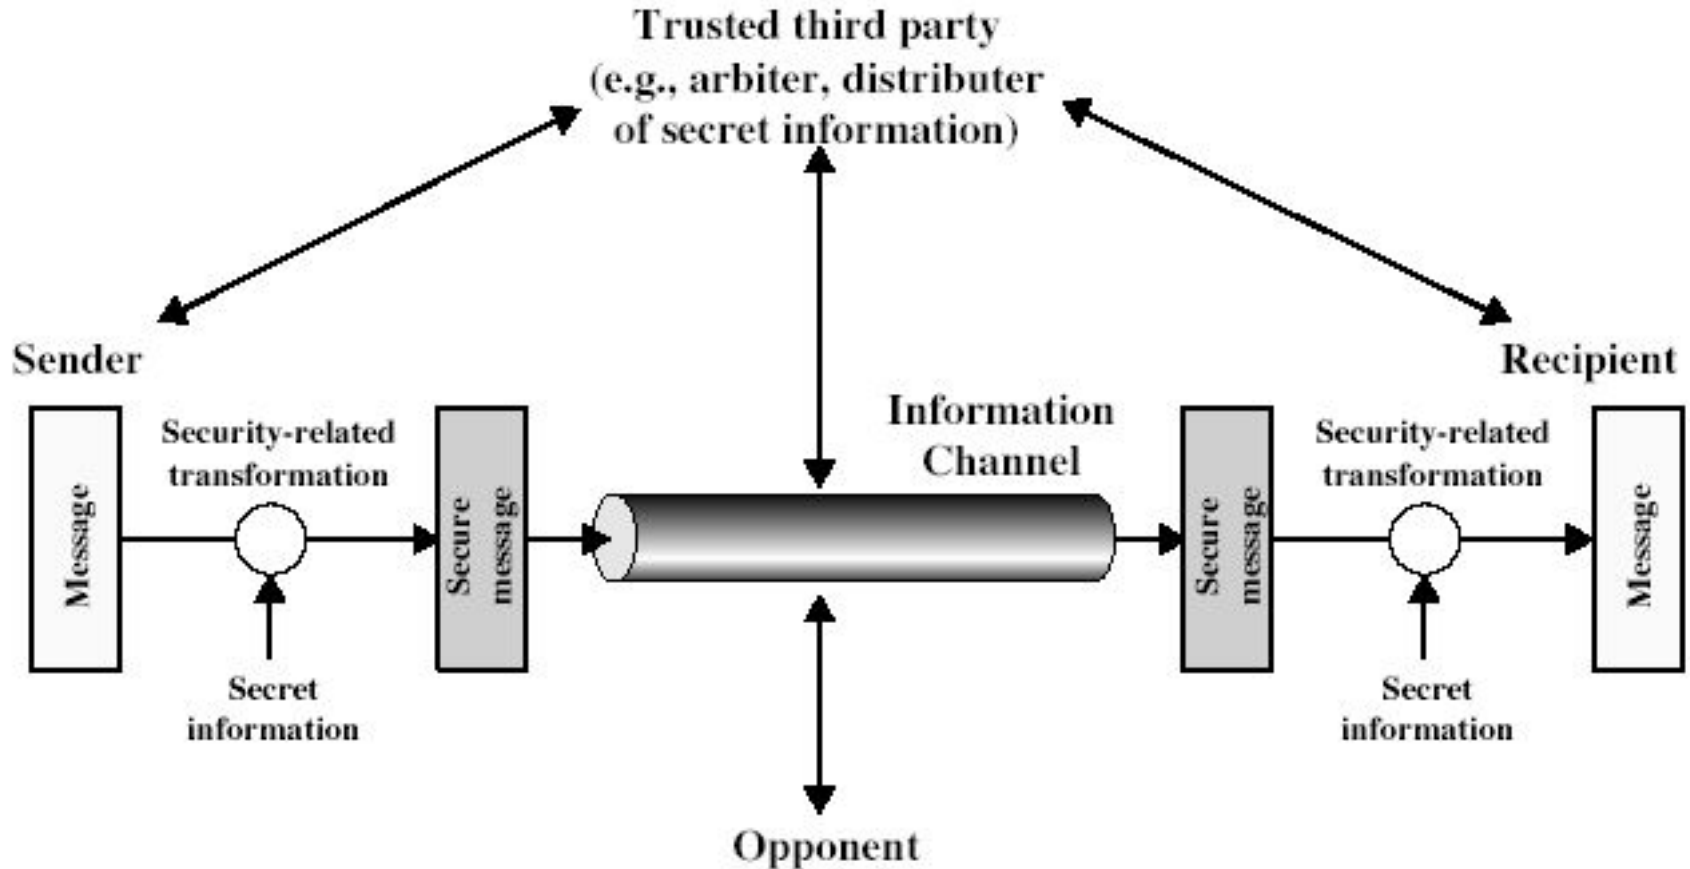 Trusted third party
(e.g., arbiter, distributer
of secret information)
Sender
Recipient
Information
Channel
Security-related
transformation
Security-related
transformation
Message
Secure
message
Secure
message
Message
Secret
information
Secret
information
Opponent